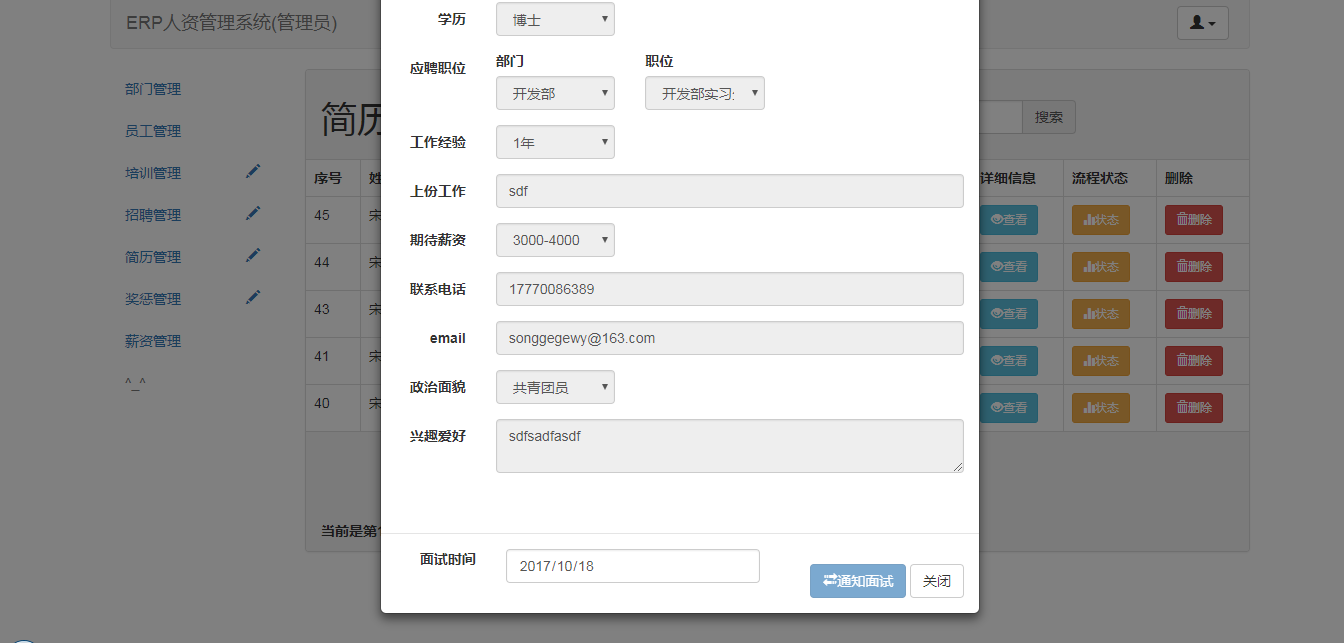 ERP人资管理系统(管理员)
部门管理
员工管理
培训管理
招聘管理
简历管理
奖惩管理
薪资管理
^_^
简历
搜索
序号 姓 详细信息 流程状态 删除
45 宋 查看 状态 删除
44 宋 查看 状态 删除
43 宋 查看 状态 删除
41 宋 查看 状态 删除
40 宋 查看 状态 删除
当前是第
学历 博士
应聘职位 部门 职位
开发部 开发部实习
工作经验 1年
上份工作 sdf
期待薪资 3000-4000
联系电话 17770086389
email songgegewy@163.com
政治面貌 共青团员
兴趣爱好 sdfsadfasdf
面试时间 2017/10/18
通知面试 关闭